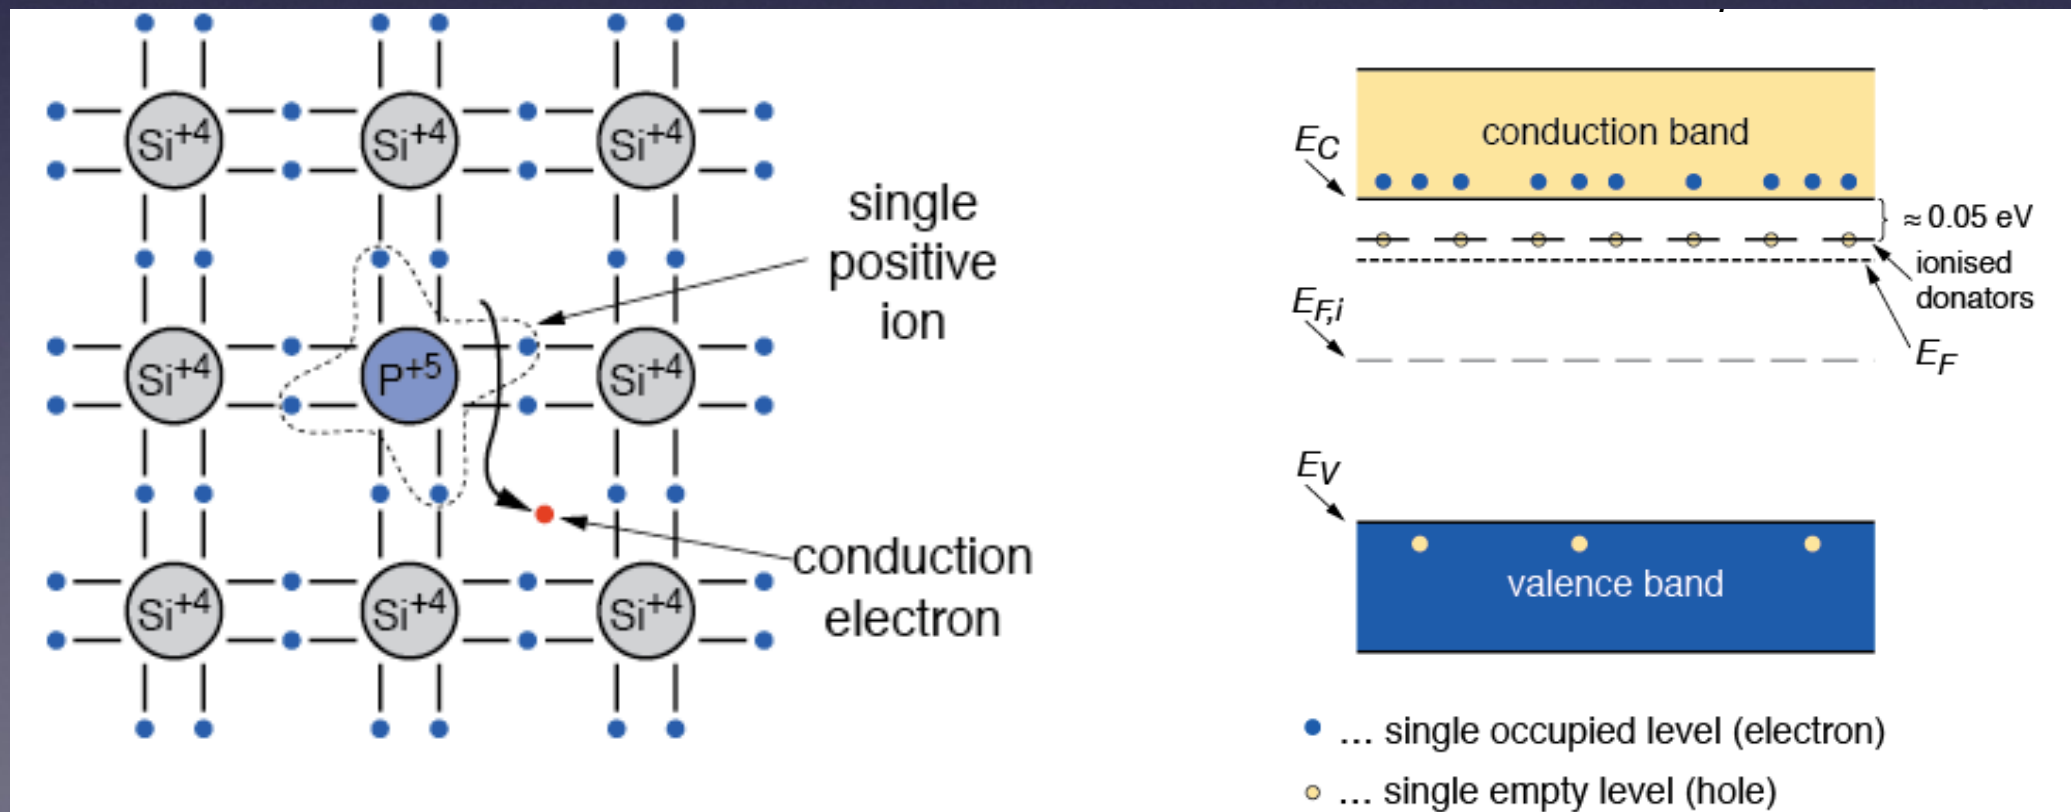 Si+4 Si+4 Si+4
single
positive
ion
Si+4 P+5 Si+4
conduction
electron
Si+4 Si+4 Si+4
conduction band
EC
≈ 0.05 eV
ionised
donators
EF,i
EF
EV
valence band
... single occupied level (electron)
... single empty level (hole)